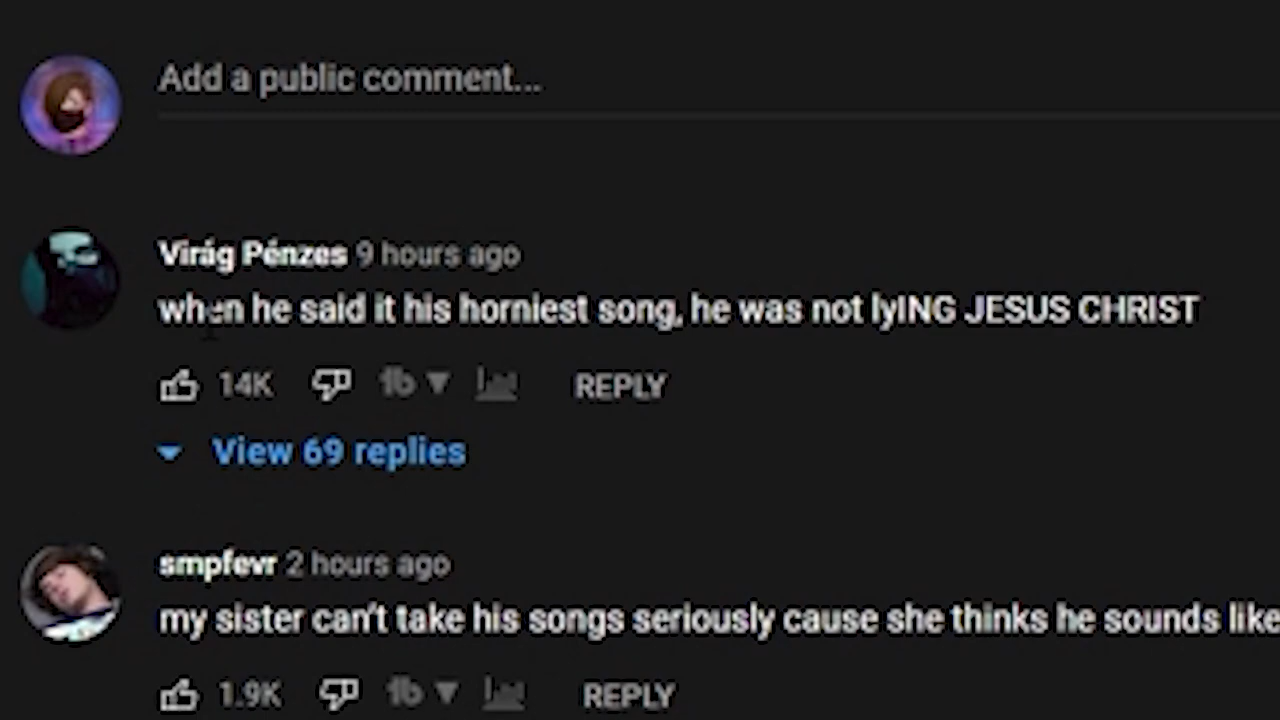 Add a public comment...
Virág Pénzes 9 hours ago
when he said it his horniest song, he was not lyING JESUS CHRIST
14K REPLY
View 69 replies
smpfevr 2 hours ago
my sister can't take his songs seriously cause she thinks he sounds like
1.9K REPLY